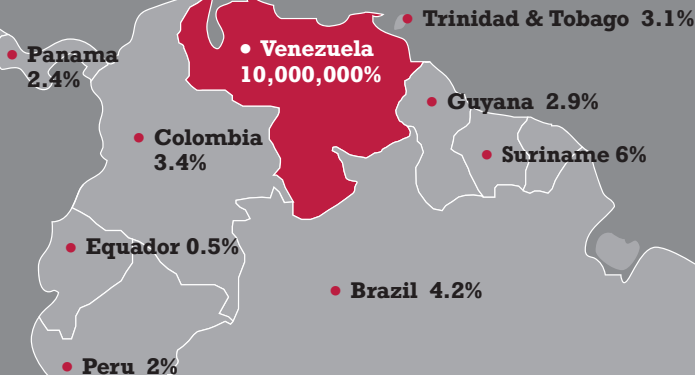 Trinidad & Tobago 3.1%
Panama
2.4%
Venezuela
10,000,000%
Guyana 2.9%
Colombia
3.4%
Suriname 6%
Equador 0.5%
Brazil 4.2%
Peru 2%